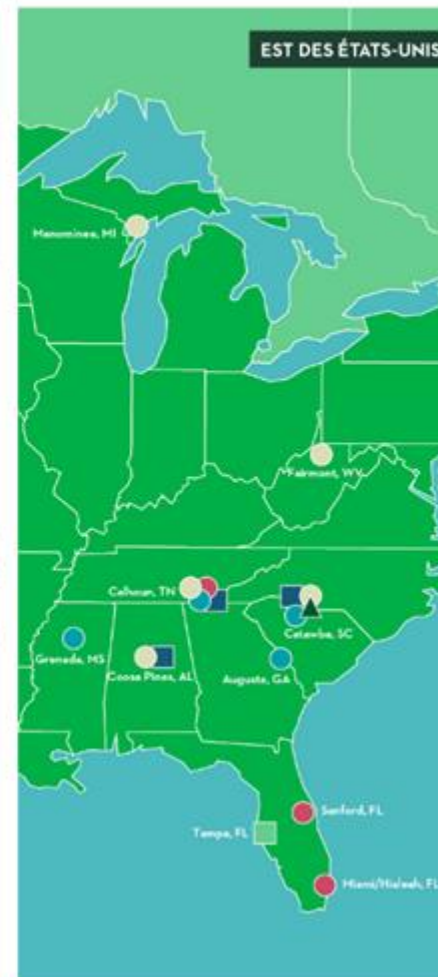 EST DES ÉTATS-UNIS
Menominee, MI
Fairmont, WV
Calhoun, TN
Catawba, SC
Grenada, MS
Coosa Pines, AL
Augusta, GA
Sanford, FL
Tampa, FL
Miami/Hialeah, FL